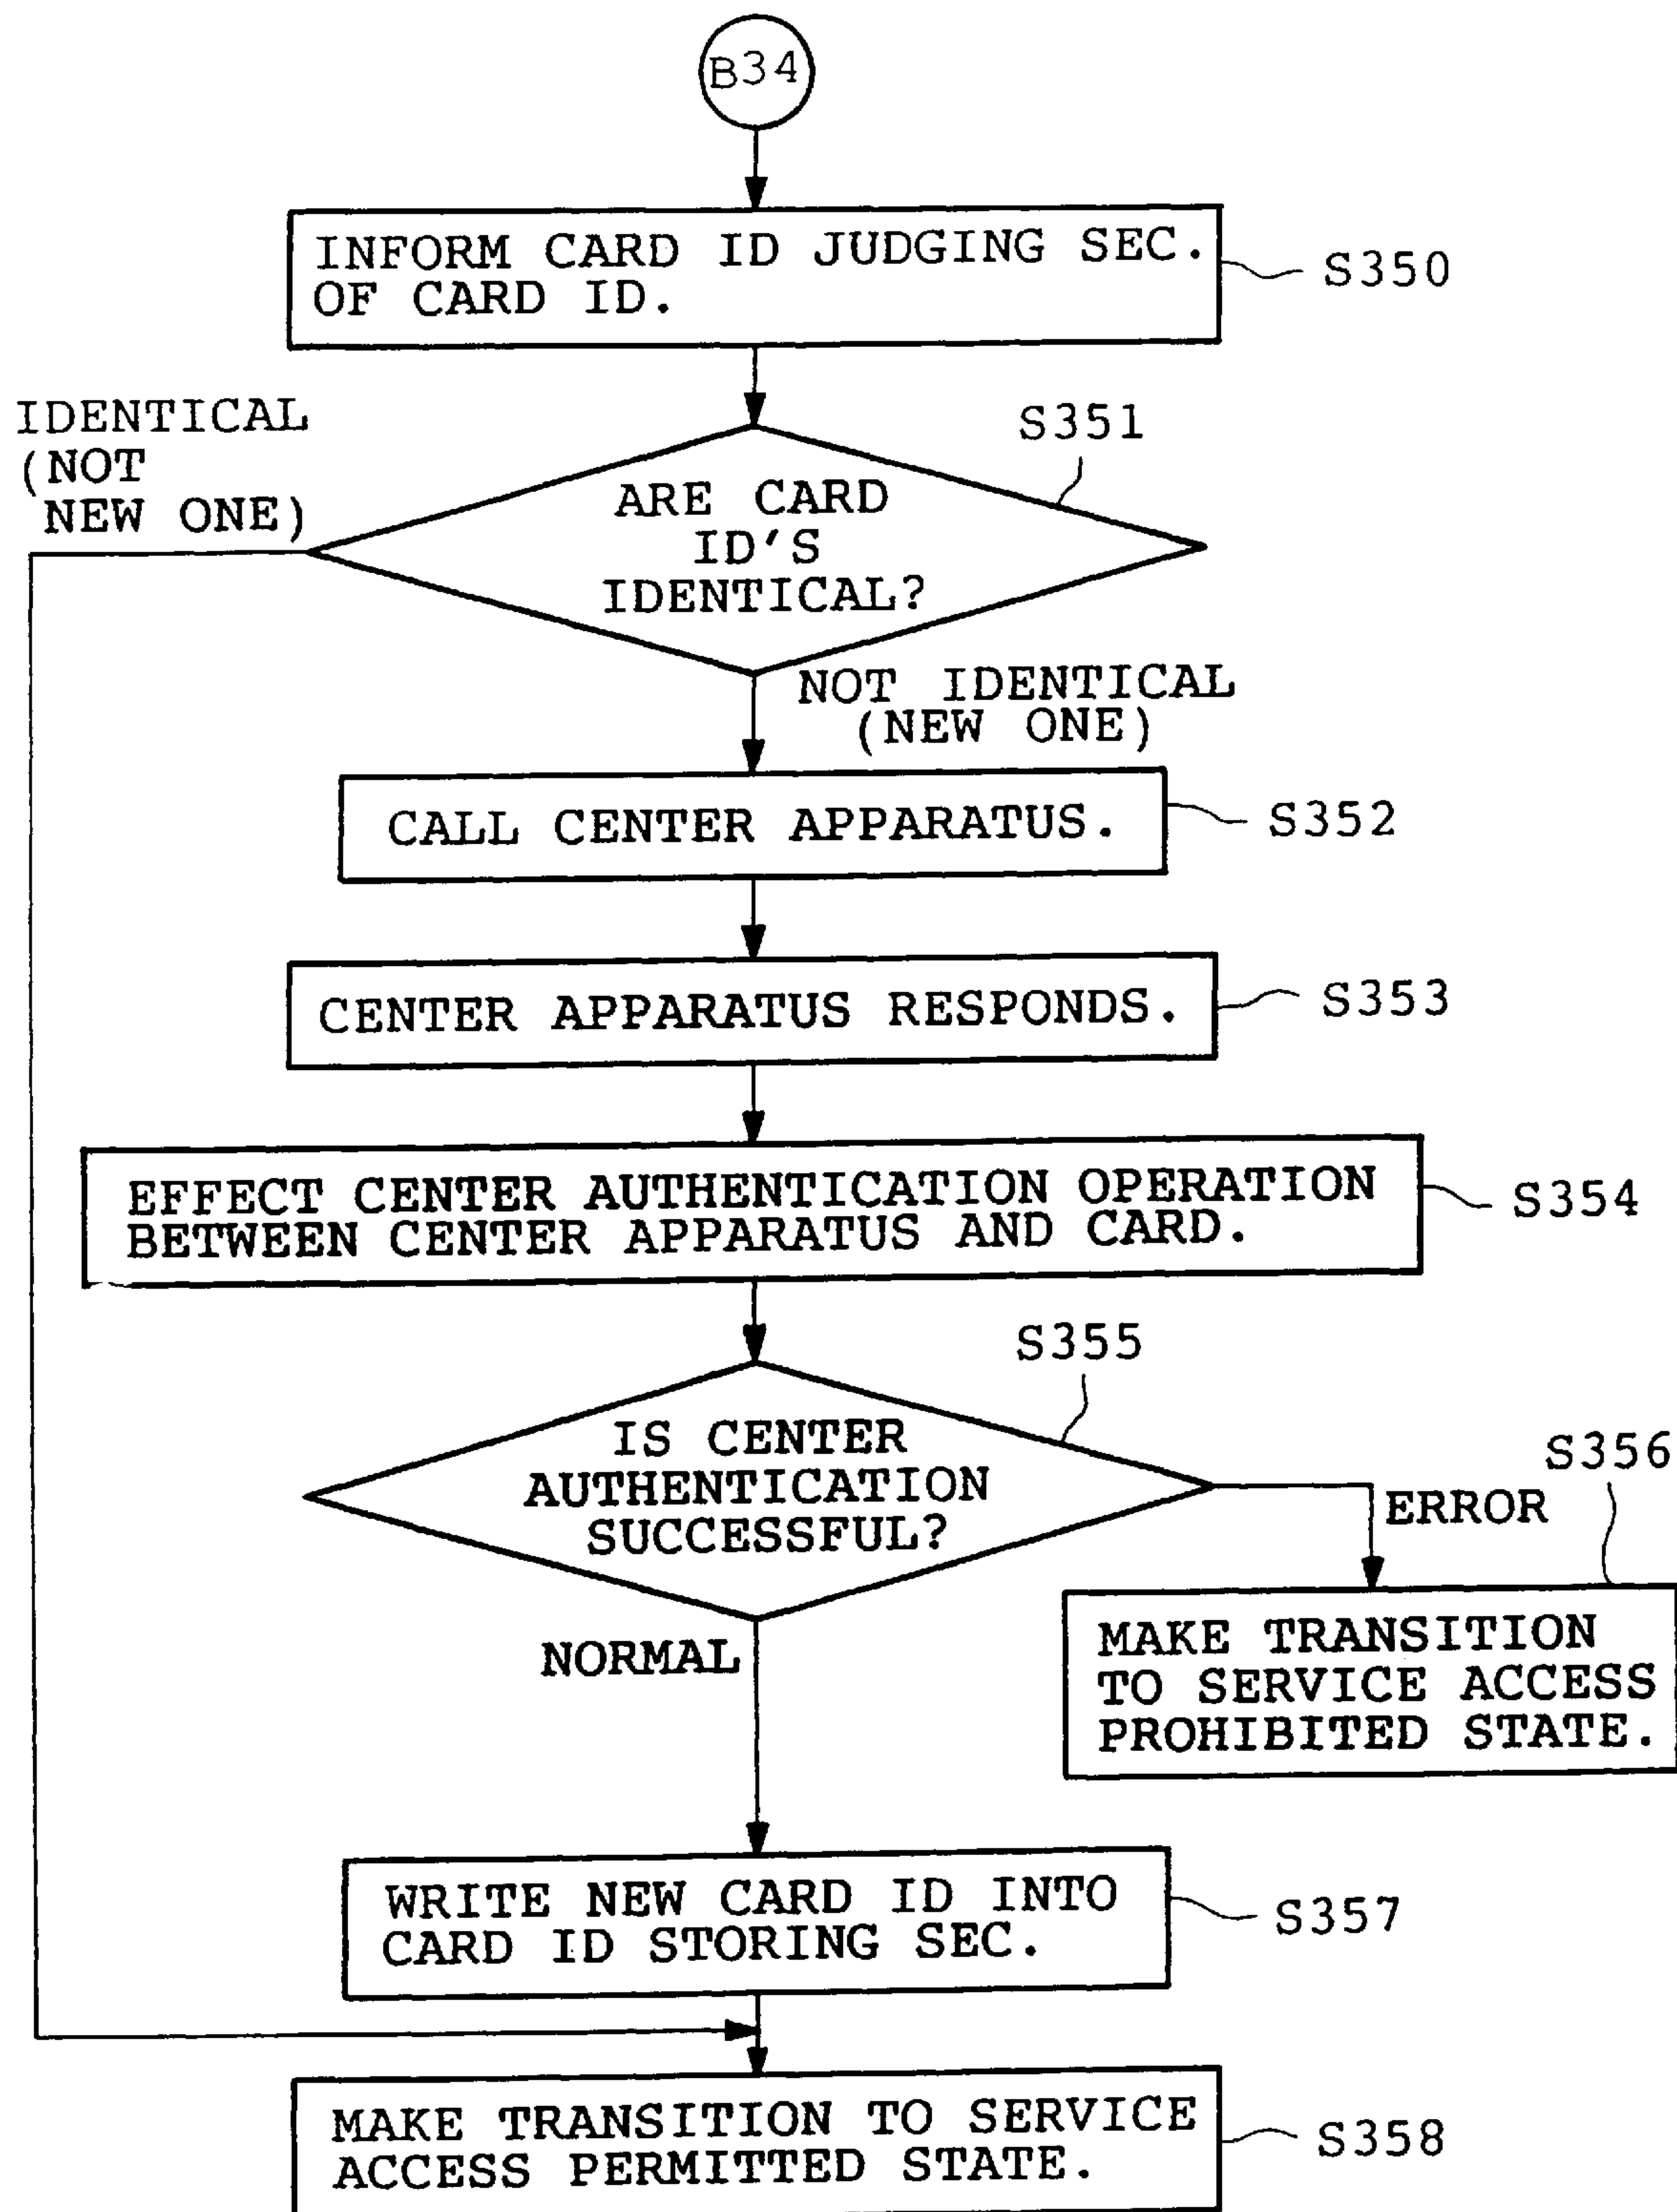 B34
INFORM CARD ID JUDGING SEC.
OF CARD ID.
S350
IDENTICAL
(NOT
NEW ONE)
S351
ARE CARD
ID'S
IDENTICAL?
NOT IDENTICAL
(NEW ONE)
CALL CENTER APPARATUS.
S352
CENTER APPARATUS RESPONDS.
S353
EFFECT CENTER AUTHENTICATION OPERATION
BETWEEN CENTER APPARATUS AND CARD.
S354
S355
IS CENTER
AUTHENTICATION
SUCCESSFUL?
S356
ERROR
MAKE TRANSITION
TO SERVICE ACCESS
PROHIBITED STATE.
NORMAL
WRITE NEW CARD ID INTO
CARD ID STORING SEC.
S357
MAKE TRANSITION TO SERVICE
ACCESS PERMITTED STATE.
S358